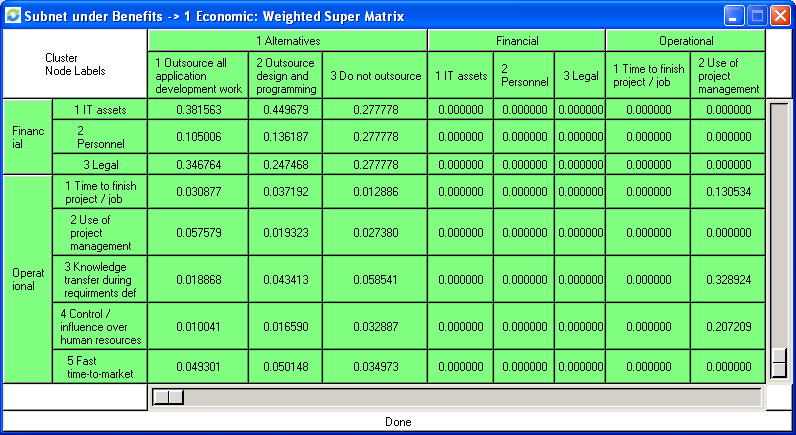 Subnet under Benefits -> 1 Economic: Weighted Super Matrix
Cluster
Node Labels
1 Alternatives Financial Operational
1 Outsource all
application
development work
2 Outsource
design and
programming
3 Do not outsource
1 IT assets
2
Personnel
3 Legal
1 Time to finish
project / job
2 Use of
project
management
Financ
ial
1 IT assets 0.381563 0.449679 0.277778 0.000000 0.000000 0.000000 0.000000 0.000000
2
Personnel
0.105006 0.136187 0.277778 0.000000 0.000000 0.000000 0.000000 0.000000
3 Legal 0.346764 0.247468 0.277778 0.000000 0.000000 0.000000 0.000000 0.000000
Operat
ional
1 Time to finish
project / job
0.030877 0.037192 0.012886 0.000000 0.000000 0.000000 0.000000 0.130534
2 Use of
project
management
0.057579 0.019323 0.027380 0.000000 0.000000 0.000000 0.000000 0.000000
3 Knowledge
transfer during
requirments def
0.018868 0.043413 0.058541 0.000000 0.000000 0.000000 0.000000 0.328924
4 Control /
influence over
human resources
0.010041 0.016590 0.032887 0.000000 0.000000 0.000000 0.000000 0.207209
5 Fast
time-to-market
0.049301 0.050148 0.034973 0.000000 0.000000 0.000000 0.000000 0.000000
Done